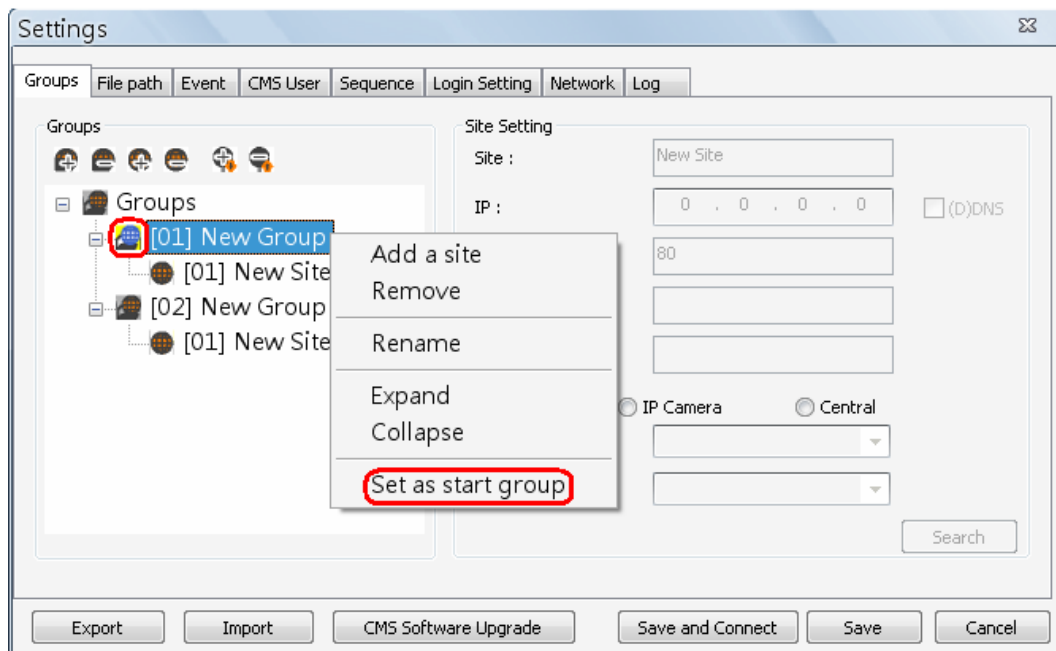 Settings
Groups File path Event CMS User Sequence Login Setting Network Log
Groups
Groups
[01] New Group
[01] New Site
[02] New Group
[01] New Site
Add a site
Remove
Rename
Expand
Collapse
Set as start group
Site Setting
Site :
New Site
IP :
0 . 0 . 0 . 0
(D)DNS
80
IP Camera
Central
Search
Export Import CMS Software Upgrade Save and Connect Save Cancel